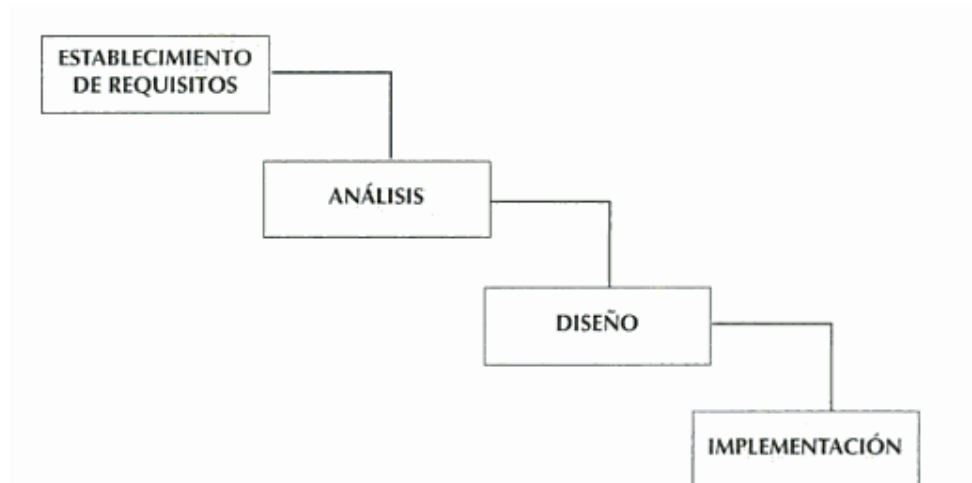 ESTABLECIMIENTO
DE REQUISITOS
ANÁLISIS
DISEÑO
IMPLEMENTACIÓN